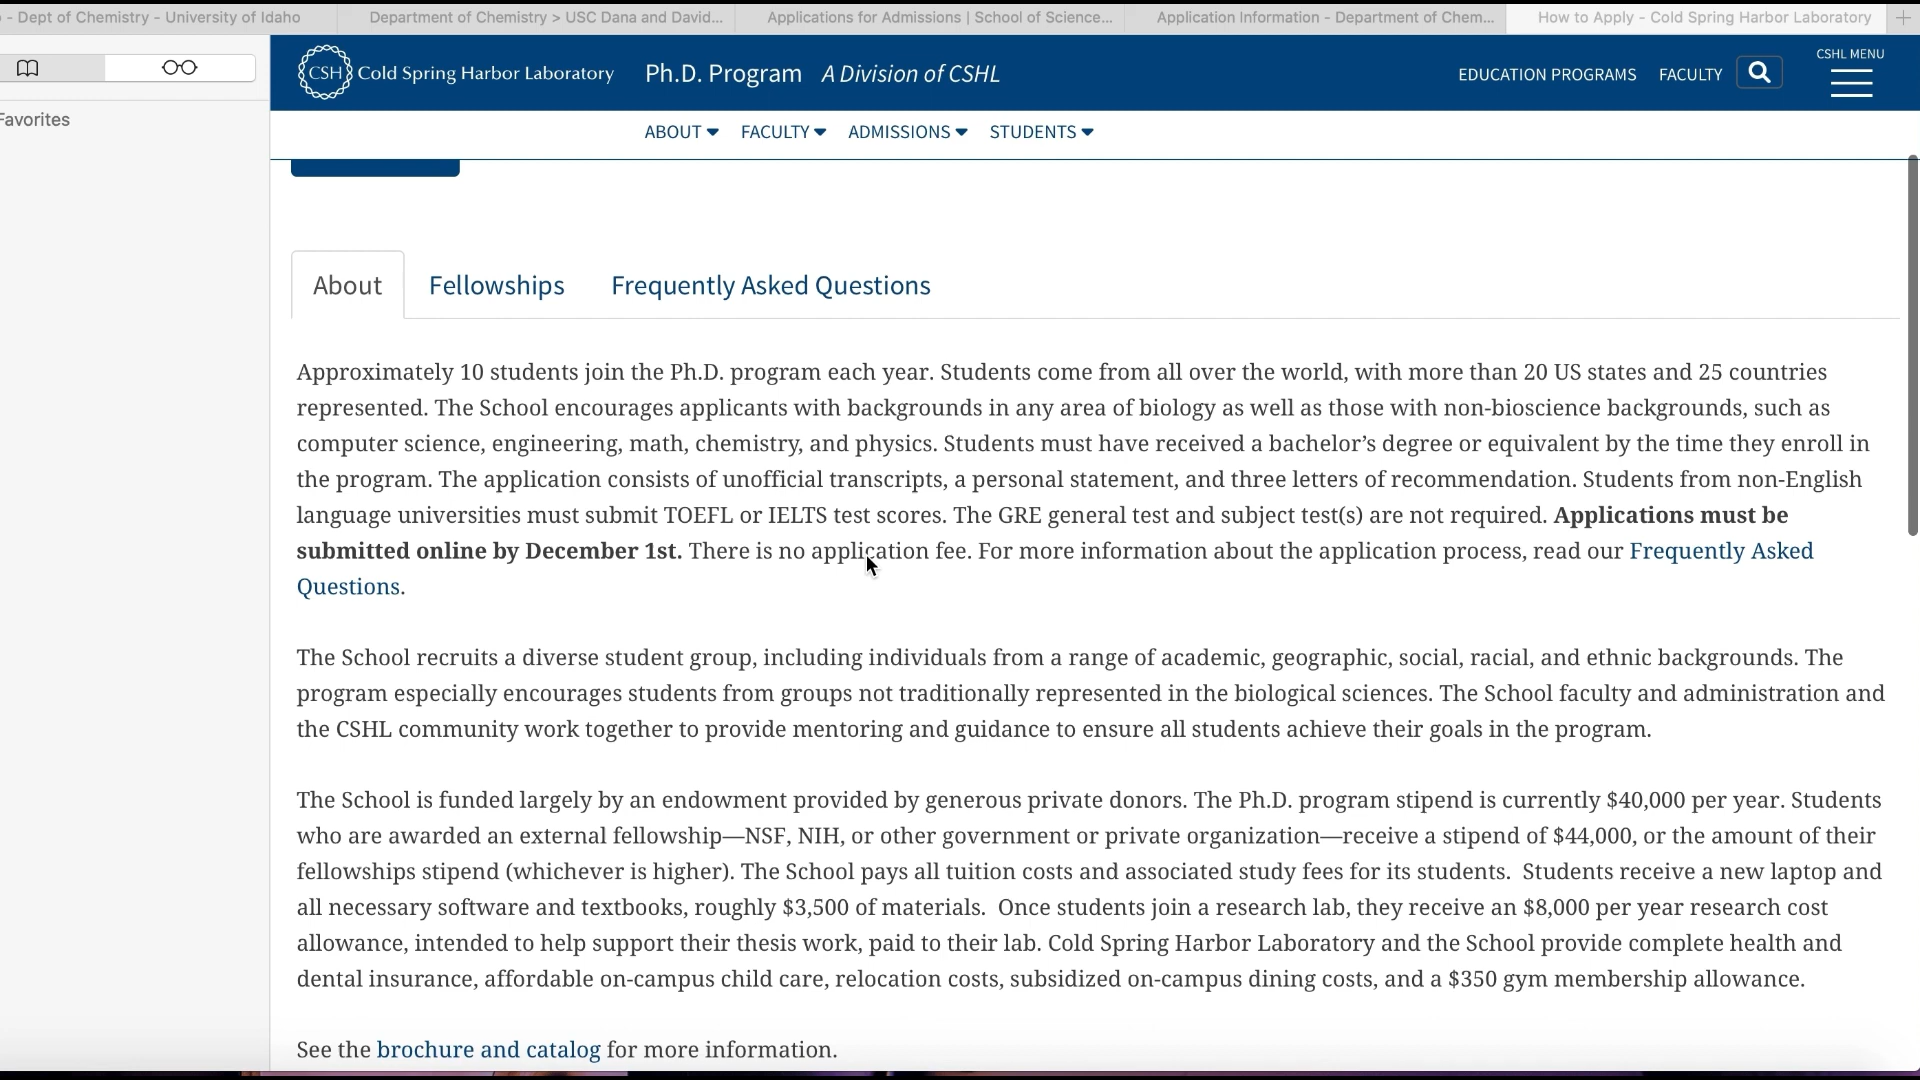 - Dept of Chemistry - University of Idaho
Department of Chemistry > USC Dana and David...
Applications for Admissions | School of Science...
Application Information - Department of Chem...
How to Apply - Cold Spring Harbor Laboratory
CSH Cold Spring Harbor Laboratory
Ph.D. Program A Division of CSHL
EDUCATION PROGRAMS FACULTY
CSHL MENU
Favorites
ABOUT FACULTY ADMISSIONS STUDENTS
About Fellowships Frequently Asked Questions
Approximately 10 students join the Ph.D. program each year. Students come from all over the world, with more than 20 US states and 25 countries
represented. The School encourages applicants with backgrounds in any area of biology as well as those with non-bioscience backgrounds, such as
computer science, engineering, math, chemistry, and physics. Students must have received a bachelor’s degree or equivalent by the time they enroll in
the program. The application consists of unofficial transcripts, a personal statement, and three letters of recommendation. Students from non-English
language universities must submit TOEFL or IELTS test scores. The GRE general test and subject test(s) are not required. Applications must be
submitted online by December 1st. There is no application fee. For more information about the application process, read our Frequently Asked
Questions.
The School recruits a diverse student group, including individuals from a range of academic, geographic, social, racial, and ethnic backgrounds. The
program especially encourages students from groups not traditionally represented in the biological sciences. The School faculty and administration and
the CSHL community work together to provide mentoring and guidance to ensure all students achieve their goals in the program.
The School is funded largely by an endowment provided by generous private donors. The Ph.D. program stipend is currently $40,000 per year. Students
who are awarded an external fellowship—NSF, NIH, or other government or private organization—receive a stipend of $44,000, or the amount of their
fellowships stipend (whichever is higher). The School pays all tuition costs and associated study fees for its students. Students receive a new laptop and
all necessary software and textbooks, roughly $3,500 of materials. Once students join a research lab, they receive an $8,000 per year research cost
allowance, intended to help support their thesis work, paid to their lab. Cold Spring Harbor Laboratory and the School provide complete health and
dental insurance, affordable on-campus child care, relocation costs, subsidized on-campus dining costs, and a $350 gym membership allowance.
See the brochure and catalog for more information.